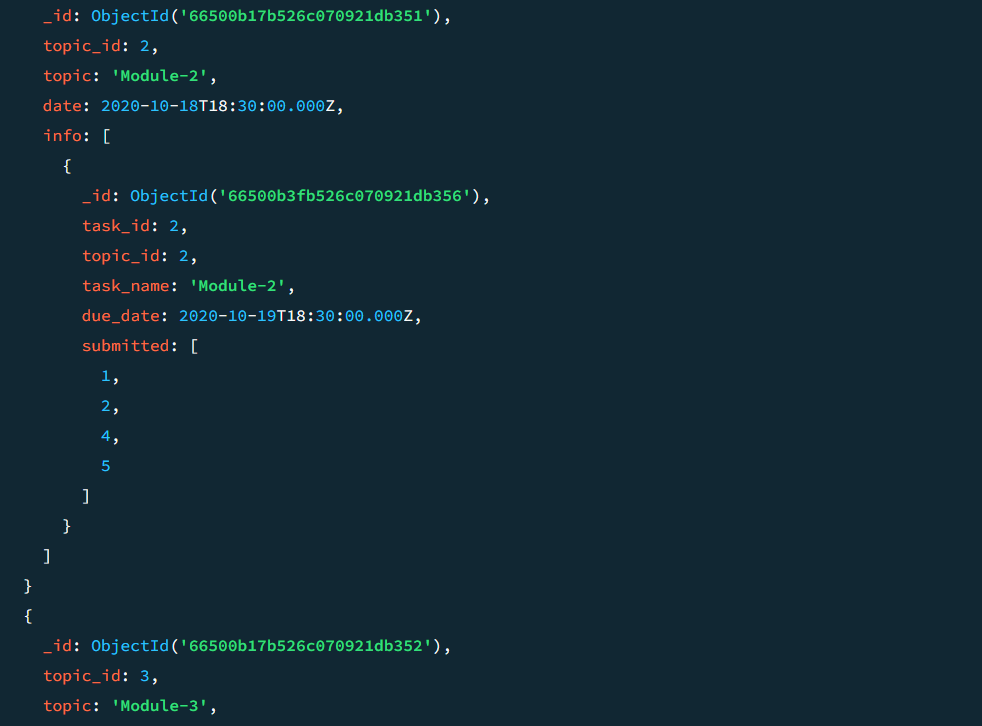 _id: ObjectId('66500b17b526c070921db351'),
topic_id: 2,
topic: 'Module-2',
date: 2020-10-18T18:30:00.000Z,
info: [
{
_id: ObjectId('66500b3fb526c070921db356'),
task_id: 2,
topic_id: 2,
task_name: 'Module-2',
due_date: 2020-10-19T18:30:00.000Z,
submitted: [
1,
2,
4,
5
]
}
]
}
{
_id: ObjectId('66500b17b526c070921db352'),
topic_id: 3,
topic: 'Module-3',